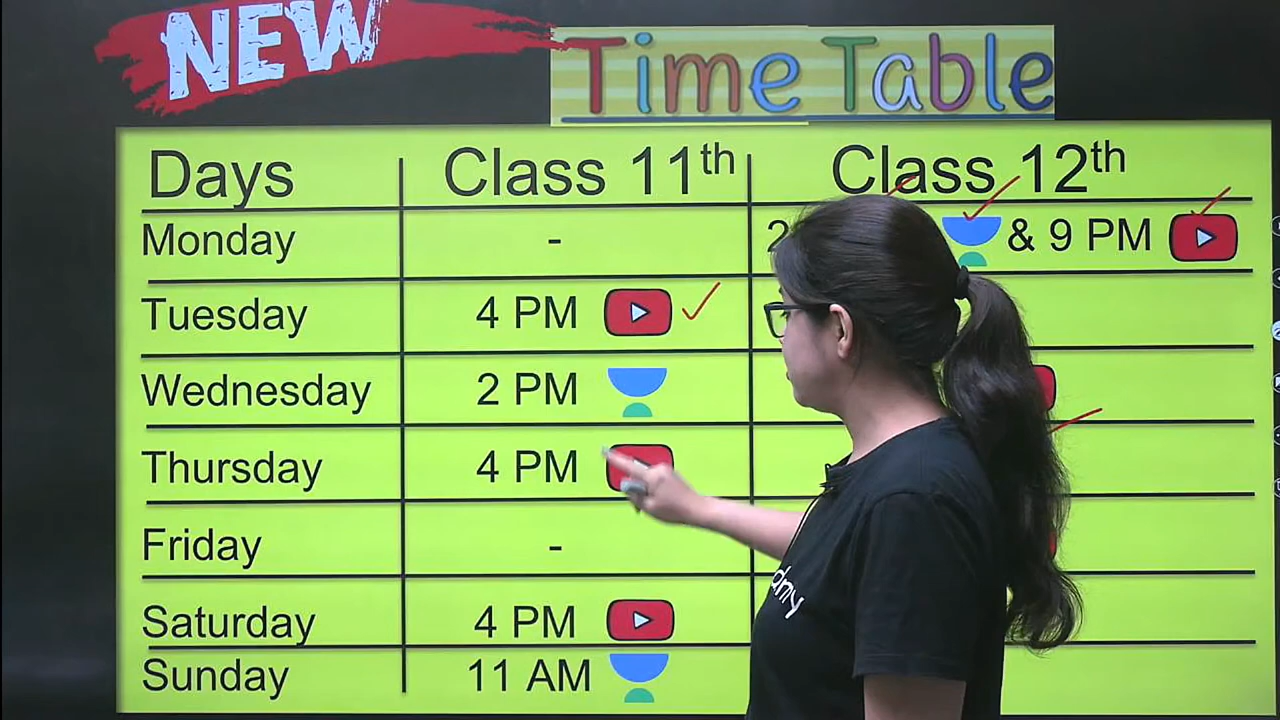 NEW
Time Table
Days Class 11th Class 12th
Monday - 2 & 9 PM
Tuesday 4 PM
Wednesday 2 PM
Thursday 4 PM
Friday -
Saturday 4 PM
Sunday 11 AM